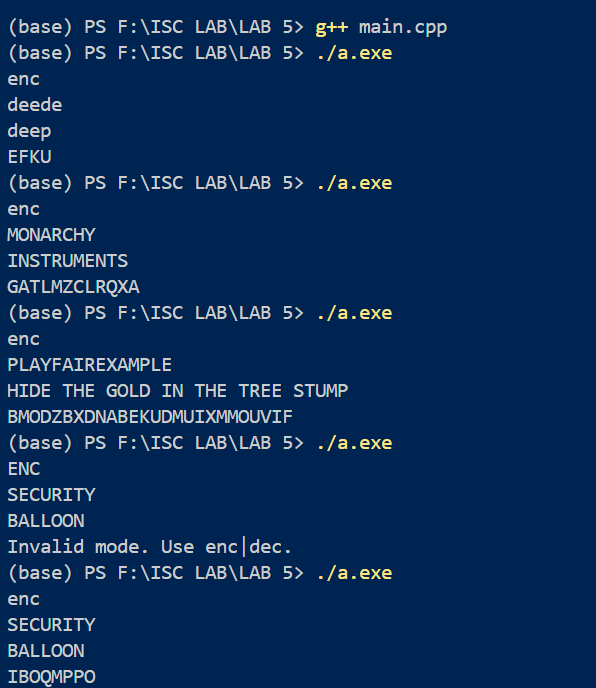 (base) PS F:\ISC LAB\LAB 5> g++ main.cpp
(base) PS F:\ISC LAB\LAB 5> ./a.exe
enc
deede
deep
EFKU
(base) PS F:\ISC LAB\LAB 5> ./a.exe
enc
MONARCHY
INSTRUMENTS
GATLMZCLRQXA
(base) PS F:\ISC LAB\LAB 5> ./a.exe
enc
PLAYFAIREXAMPLE
HIDE THE GOLD IN THE TREE STUMP
BMODZBXDNABEKUDMUIXMMOUVIF
(base) PS F:\ISC LAB\LAB 5> ./a.exe
ENC
SECURITY
BALLOON
Invalid mode. Use enc|dec.
(base) PS F:\ISC LAB\LAB 5> ./a.exe
enc
SECURITY
BALLOON
IBOQMPPO